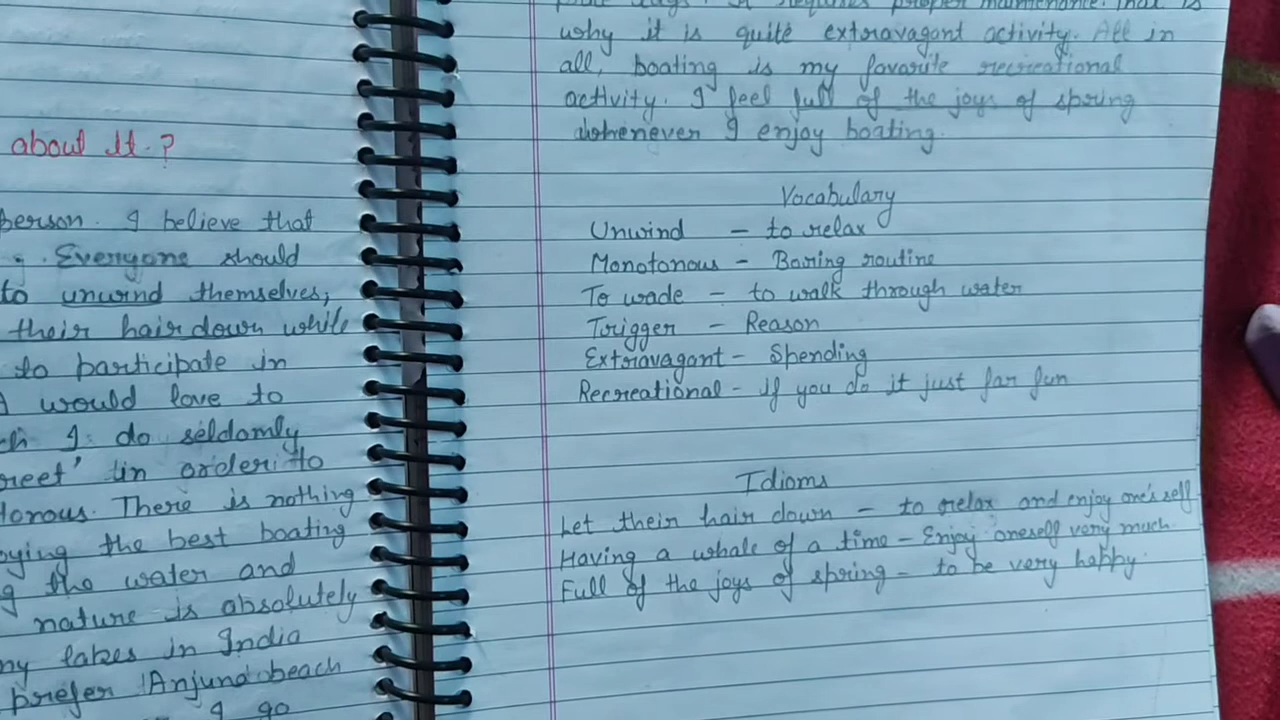 about It.?
person. I believe that
Everyone should
to unwind themselves,
their hair down while
to participate in
would love to
I do seldomly
in order to
There is nothing
the best boating
the water and
nature is absolutely
lakes in India
prefer Anjuna beach
I go
requires proper maintenance. That is
why it is quite extravagant activity. All in
all, boating is my favorite recreational
activity. I feel full of the joys of spring
whenever I enjoy boating.
Vocabulary
Unwind – to relax
Monotonous – Boring routine
To wade – to walk through water
Trigger – Reason
Extravagant – Spending
Recreational – if you do it just for fun
Idioms
Let their hair down – to relax and enjoy one's self
Having a whale of a time – Enjoy oneself very much
Full of the joys of spring – to be very happy